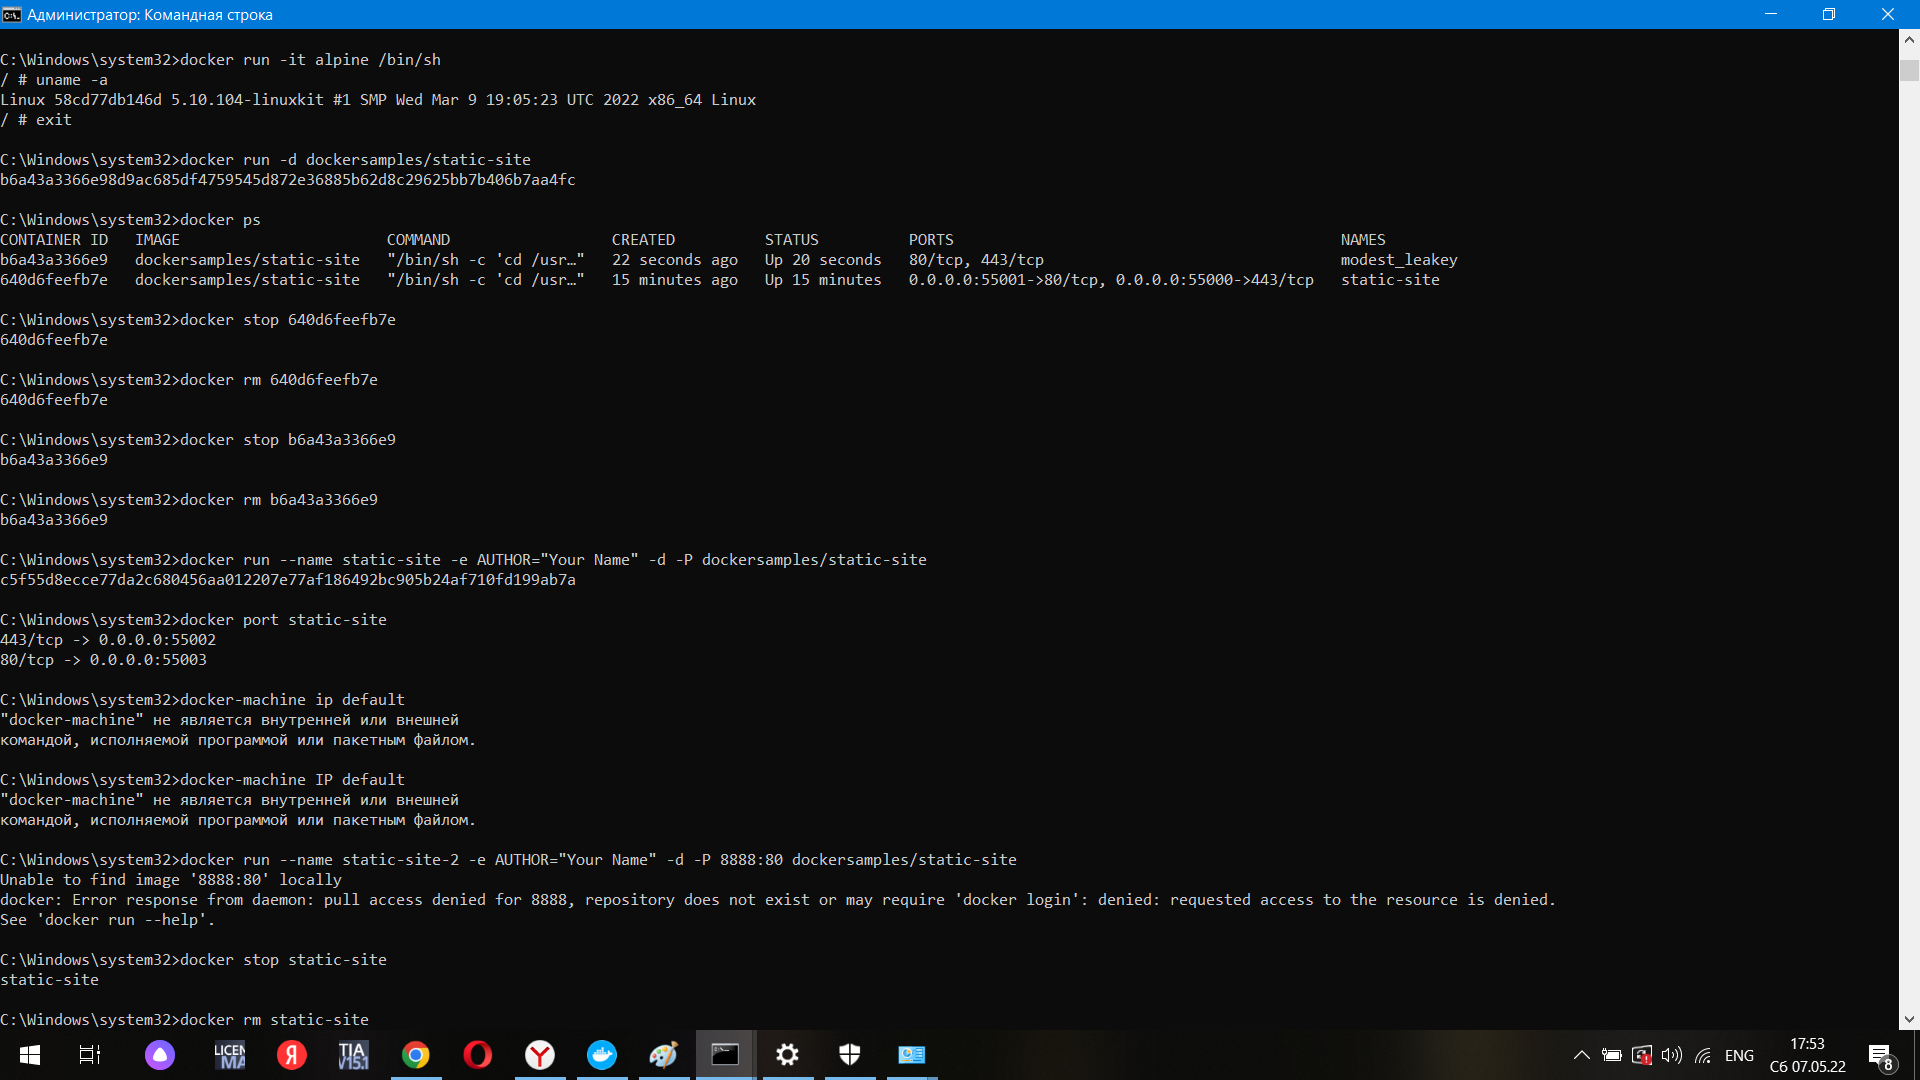 Администратор: Командная строка
C:\Windows\system32>docker run -it alpine /bin/sh
/ # uname -a
Linux 58cd77db146d 5.10.104-linuxkit #1 SMP Wed Mar 9 19:05:23 UTC 2022 x86_64 Linux
/ # exit
C:\Windows\system32>docker run -d dockersamples/static-site
b6a43a3366e98d9ac685df4759545d872e36885b62d8c29625bb7b406b7aa4fc
C:\Windows\system32>docker ps
CONTAINER ID   IMAGE                       COMMAND                  CREATED          STATUS          PORTS                                           NAMES
b6a43a3366e9   dockersamples/static-site   "/bin/sh -c 'cd /usr…"   22 seconds ago   Up 20 seconds   80/tcp, 443/tcp                                 modest_leakey
640d6feefb7e   dockersamples/static-site   "/bin/sh -c 'cd /usr…"   15 minutes ago   Up 15 minutes   0.0.0.0:55001->80/tcp, 0.0.0.0:55000->443/tcp   static-site
C:\Windows\system32>docker stop 640d6feefb7e
640d6feefb7e
C:\Windows\system32>docker rm 640d6feefb7e
640d6feefb7e
C:\Windows\system32>docker stop b6a43a3366e9
b6a43a3366e9
C:\Windows\system32>docker rm b6a43a3366e9
b6a43a3366e9
C:\Windows\system32>docker run --name static-site -e AUTHOR="Your Name" -d -P dockersamples/static-site
c5f55d8ecce77da2c680456aa012207e77af186492bc905b24af710fd199ab7a
C:\Windows\system32>docker port static-site
443/tcp -> 0.0.0.0:55002
80/tcp -> 0.0.0.0:55003
C:\Windows\system32>docker-machine ip default
"docker-machine" не является внутренней или внешней
командой, исполняемой программой или пакетным файлом.
C:\Windows\system32>docker-machine IP default
"docker-machine" не является внутренней или внешней
командой, исполняемой программой или пакетным файлом.
C:\Windows\system32>docker run --name static-site-2 -e AUTHOR="Your Name" -d -P 8888:80 dockersamples/static-site
Unable to find image '8888:80' locally
docker: Error response from daemon: pull access denied for 8888, repository does not exist or may require 'docker login': denied: requested access to the resource is denied.
See 'docker run --help'.
C:\Windows\system32>docker stop static-site
static-site
C:\Windows\system32>docker rm static-site
LICEN
MA
Я
TIA
V15.1
ENG
17:53
Сб 07.05.22
8